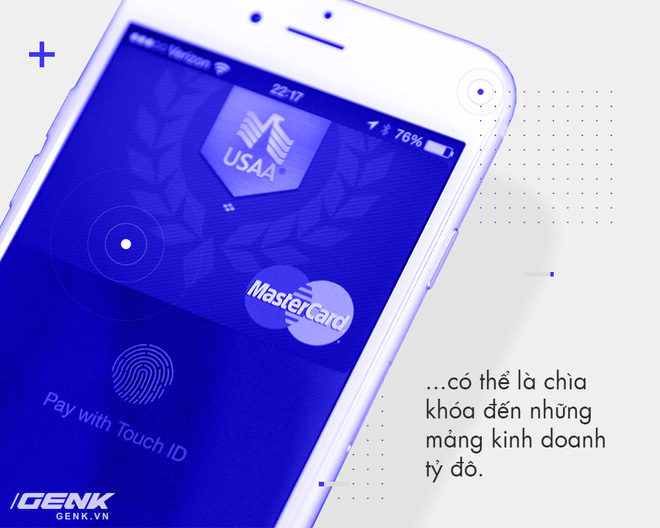 Verizon
22:17
76%
USAA®
MasterCard
Pay with Touch ID
...có thể là chìa
khóa đến những
mảng kinh doanh
tỷ đô.
GENK
GENK.VN